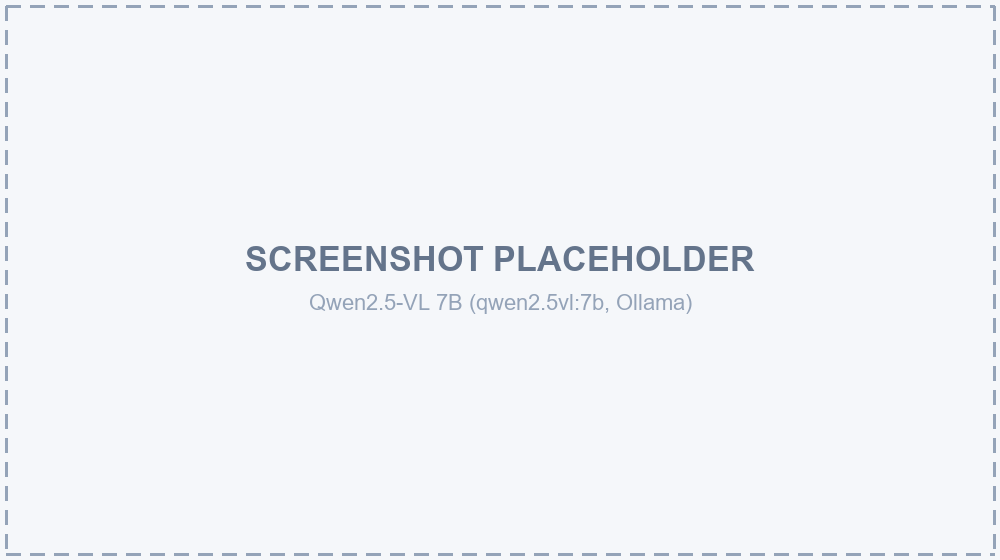 SCREENSHOT PLACEHOLDER
Qwen2.5-VL 7B (qwen2.5vl:7b, Ollama)